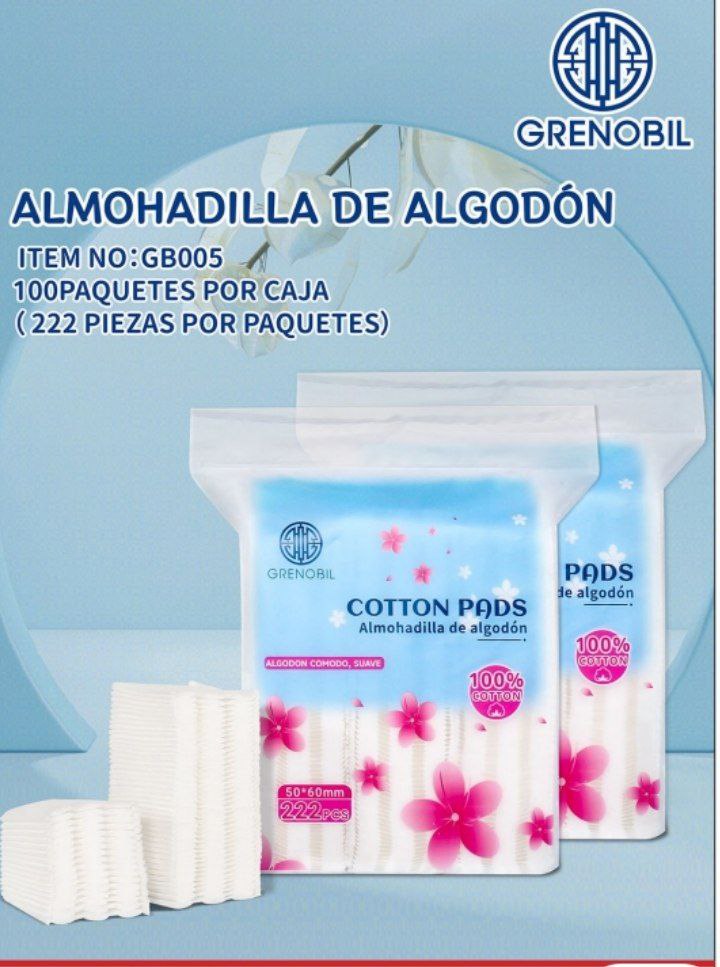 GRENOBIL
ALMOHADILLA DE ALGODÓN
ITEM NO:GB005
100PAQUETES POR CAJA
( 222 PIEZAS POR PAQUETES)
GRENOBIL
COTTON PADS
Almohadilla de algodón
ALGODON COMODO, SUAVE
100%
COTTON
50*60mm
222PCS
PADS
de algodón
100%
COTTON